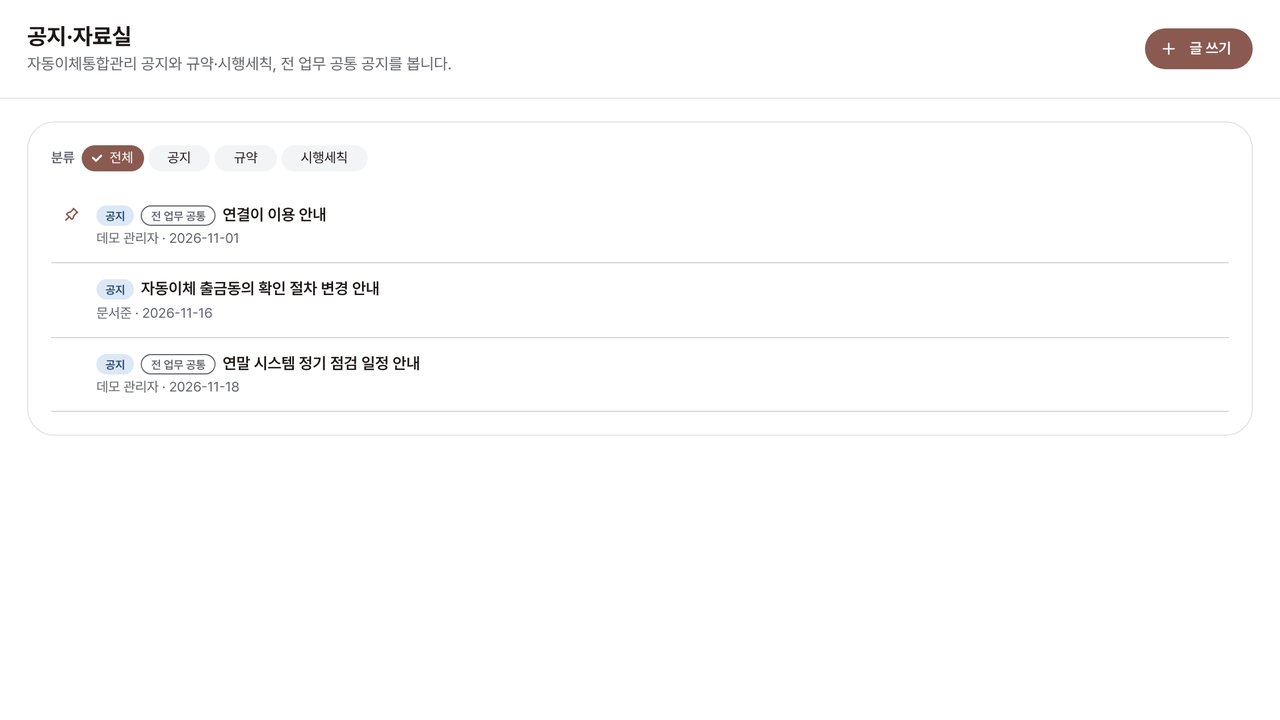 공지·자료실
자동이체통합관리 공지와 규약·시행세칙, 전 업무 공통 공지를 봅니다.
글 쓰기
분류 전체 공지 규약 시행세칙
공지 전 업무 공통 연결이 이용 안내
데모 관리자 · 2026-11-01
공지 자동이체 출금동의 확인 절차 변경 안내
문서준 · 2026-11-16
공지 전 업무 공통 연말 시스템 정기 점검 일정 안내
데모 관리자 · 2026-11-18